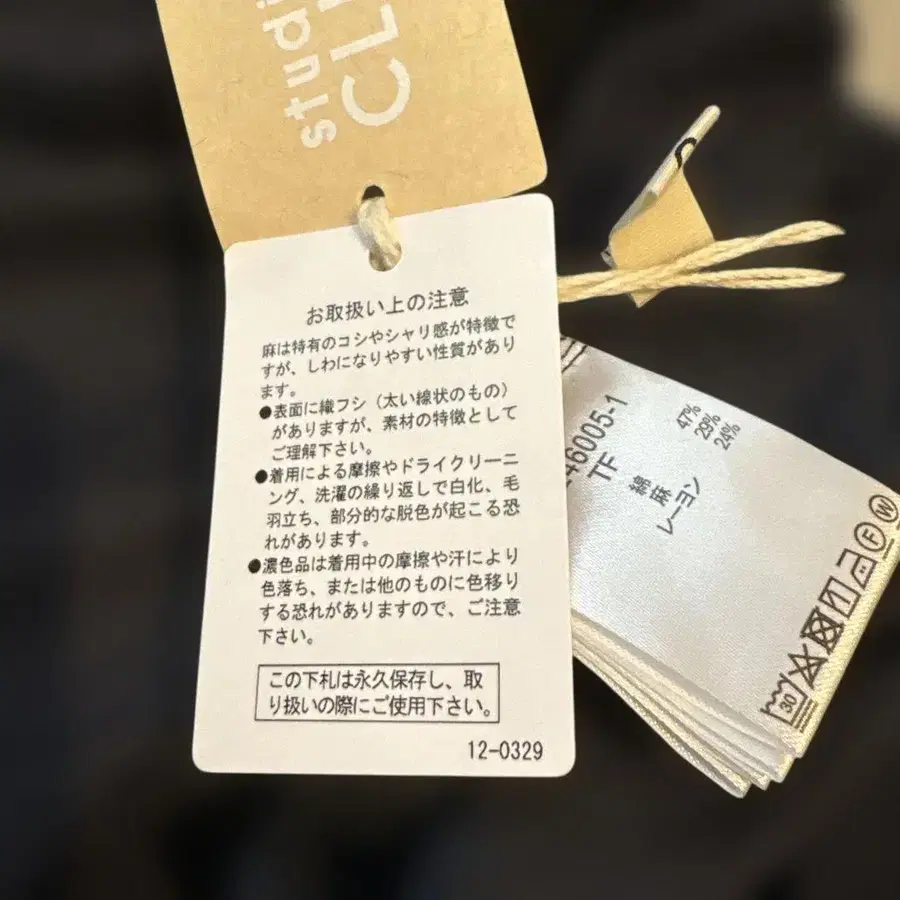 studi
CL
お取扱い上の注意
麻は特有のコシやシャリ感が特徴で
すが、しわになりやすい性質があり
ます。
●表面に織フシ（太い線状のもの）
がありますが、素材の特徴として
ご理解下さい。
●着用による摩擦やドライクリーニ
ング、洗濯の繰り返しで白化、毛
羽立ち、部分的な脱色が起こる恐
れがあります。
●濃色品は着用中の摩擦や汗により
色落ち、または他のものに色移り
する恐れがありますので、ご注意
下さい。
この下札は永久保存し、取
り扱いの際にご使用下さい。
12-0329
46005-1
TF
綿 47%
麻 29%
レーヨン 24%
30
F
W